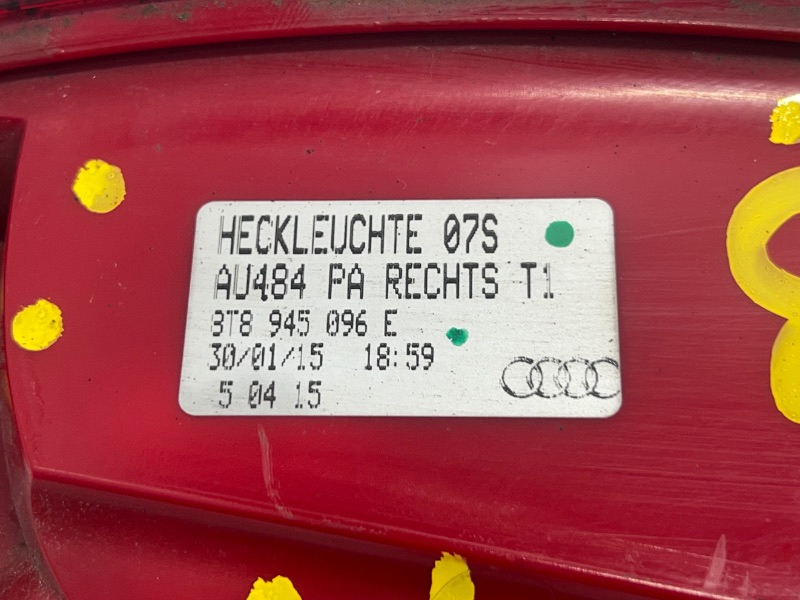 HECKLEUCHTE 07S
AU484 PA RECHTS T1
8T8 945 096 E
30/01/15 18:59
5 04 15